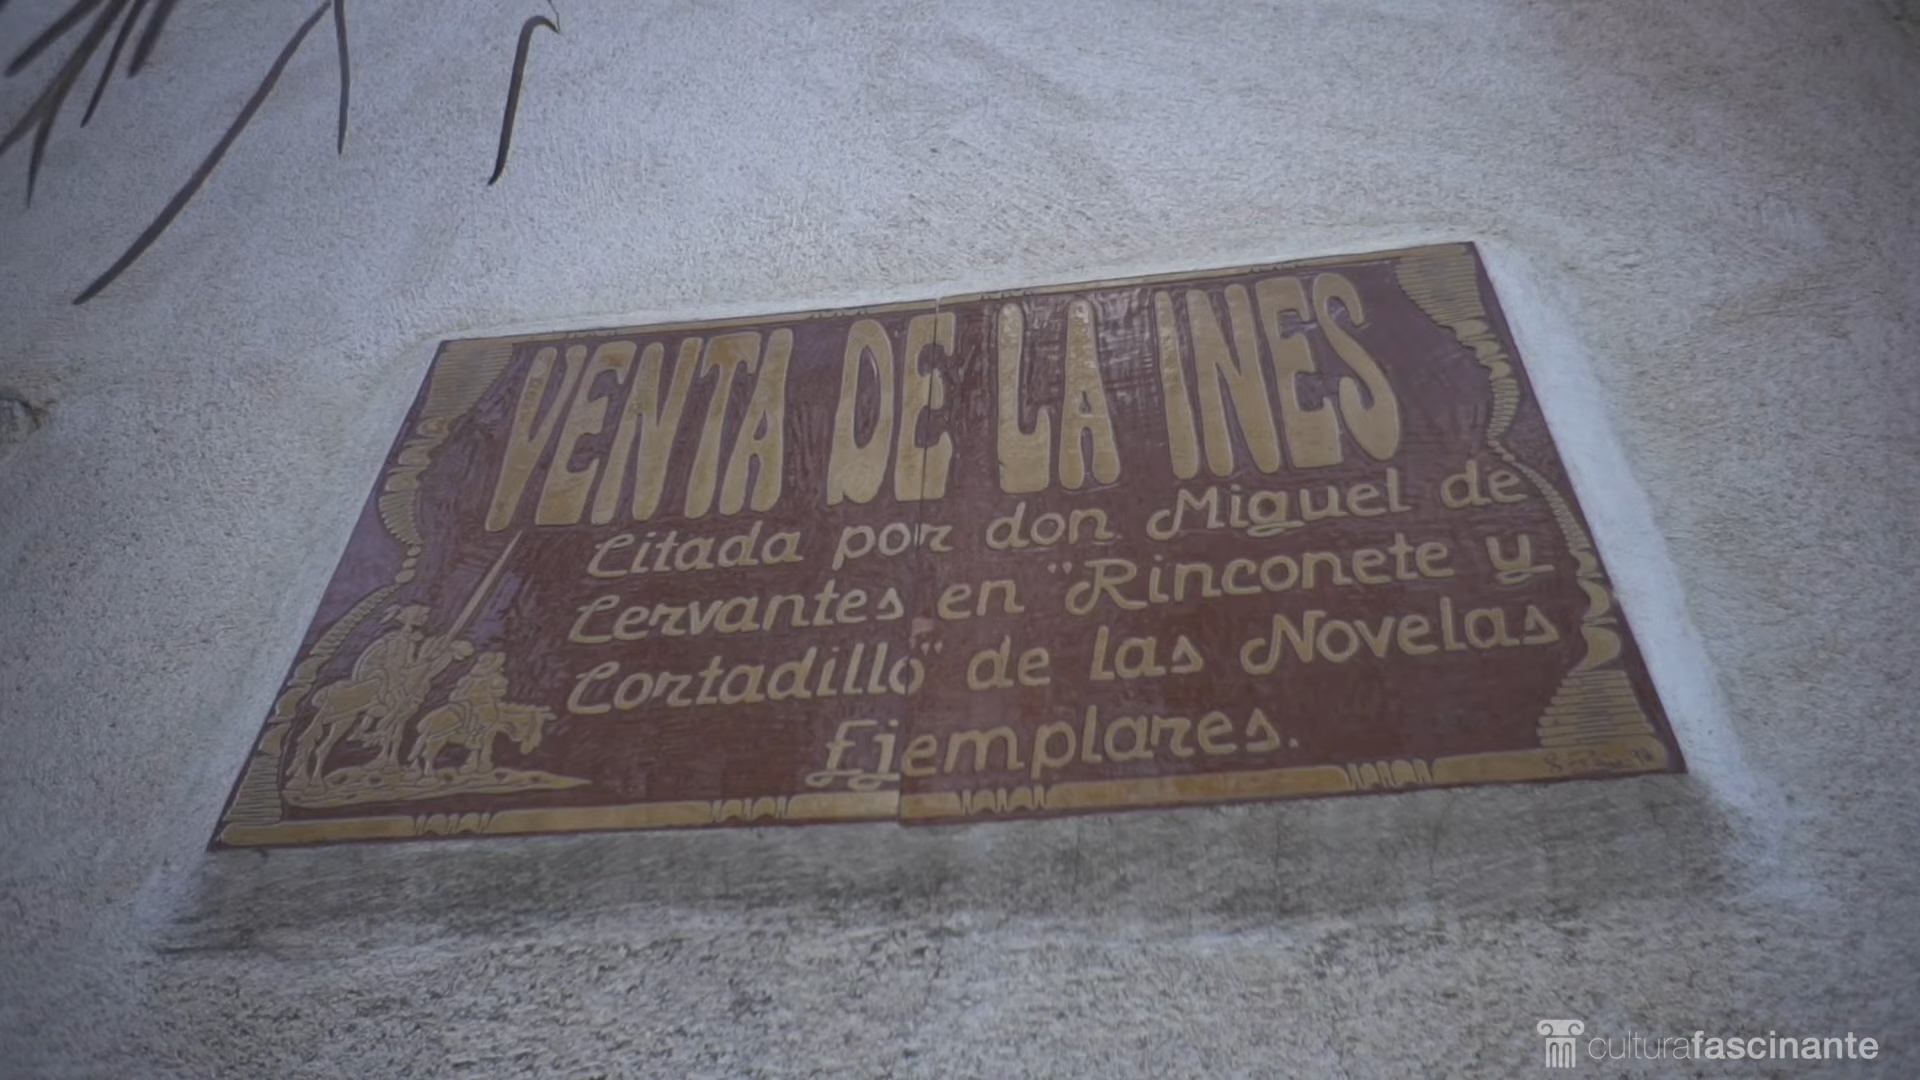 VENTA DE LA INES
Citada por don Miguel de
Cervantes en "Rinconete y
Cortadillo" de las Novelas
Ejemplares.
culturafascinante